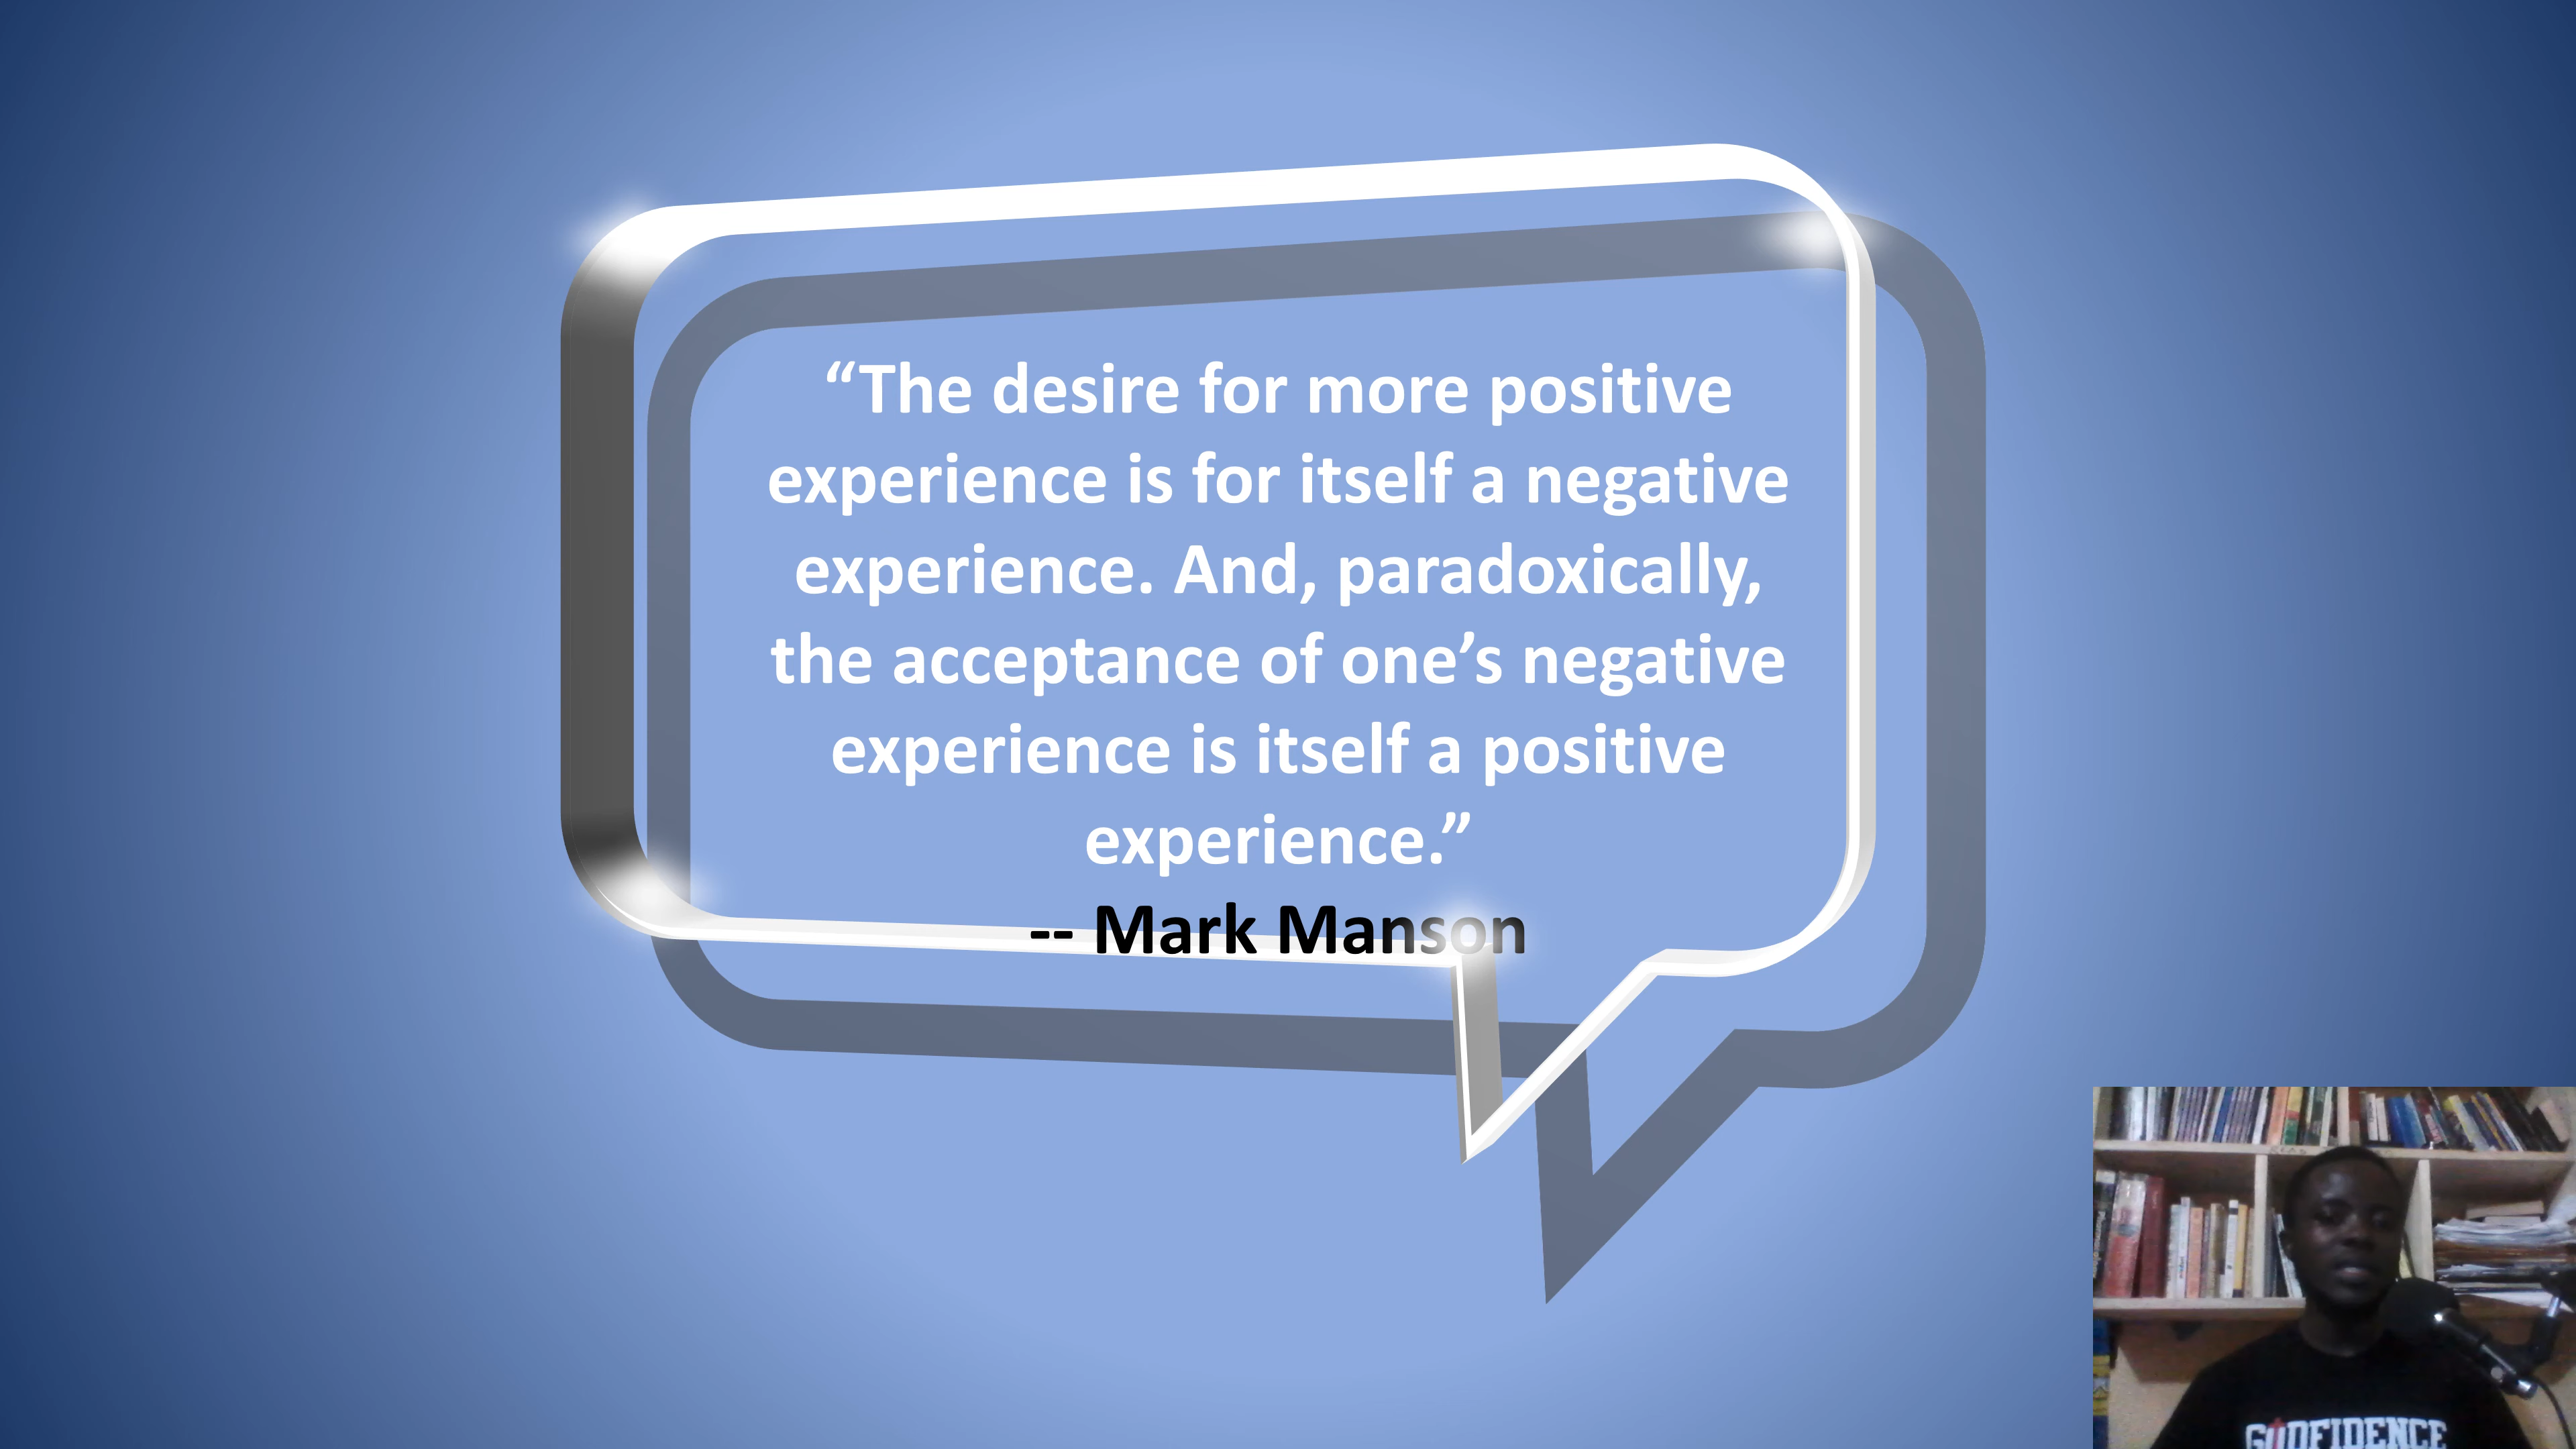 “The desire for more positive
experience is for itself a negative
experience. And, paradoxically,
the acceptance of one’s negative
experience is itself a positive
experience.”
-- Mark Manson
GODFIDENCE